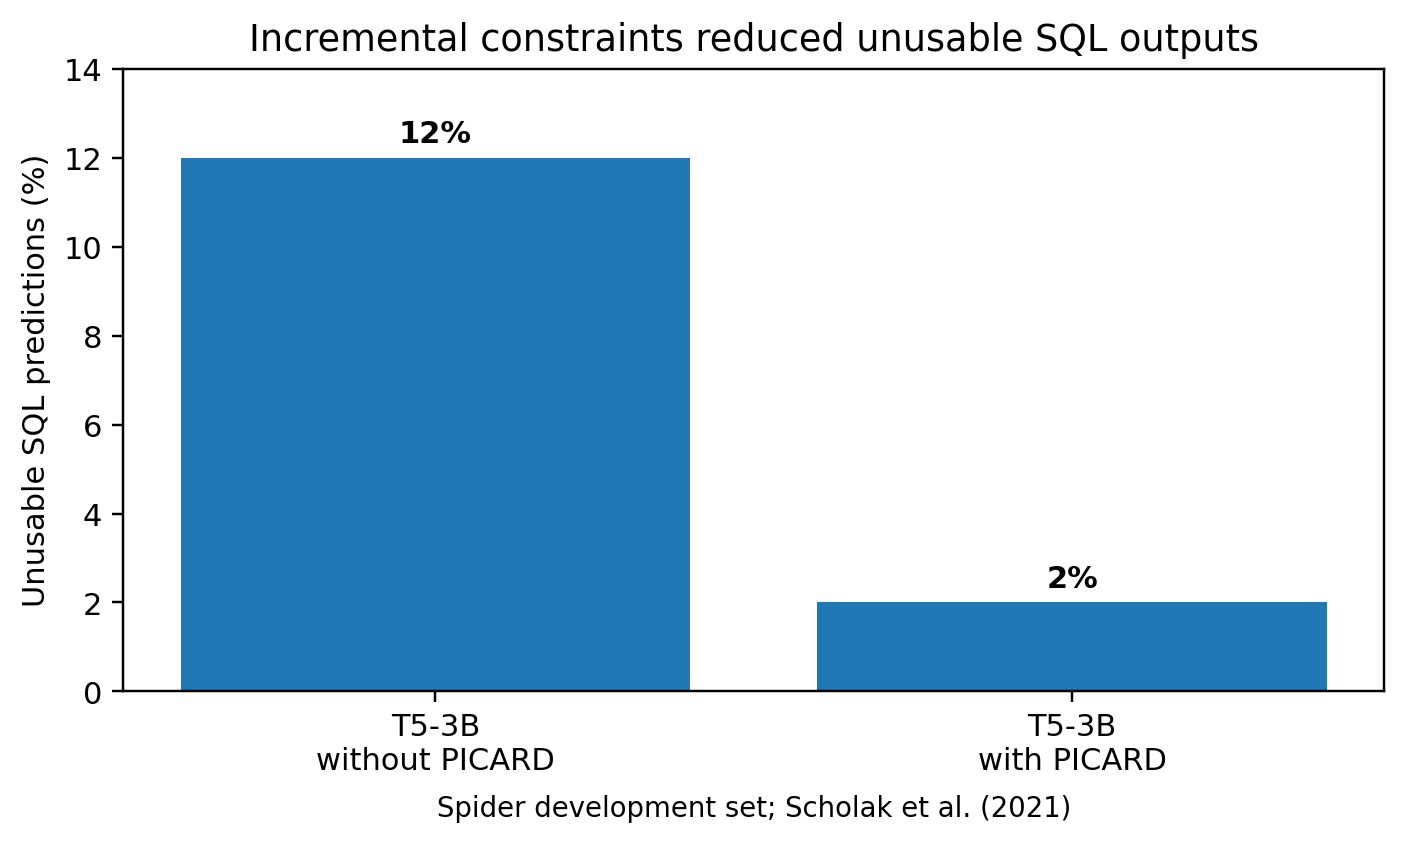 Incremental constraints reduced unusable SQL outputs
Unusable SQL predictions (%)
14
12
10
8
6
4
2
0
12%
2%
T5-3B
without PICARD
T5-3B
with PICARD
Spider development set; Scholak et al. (2021)